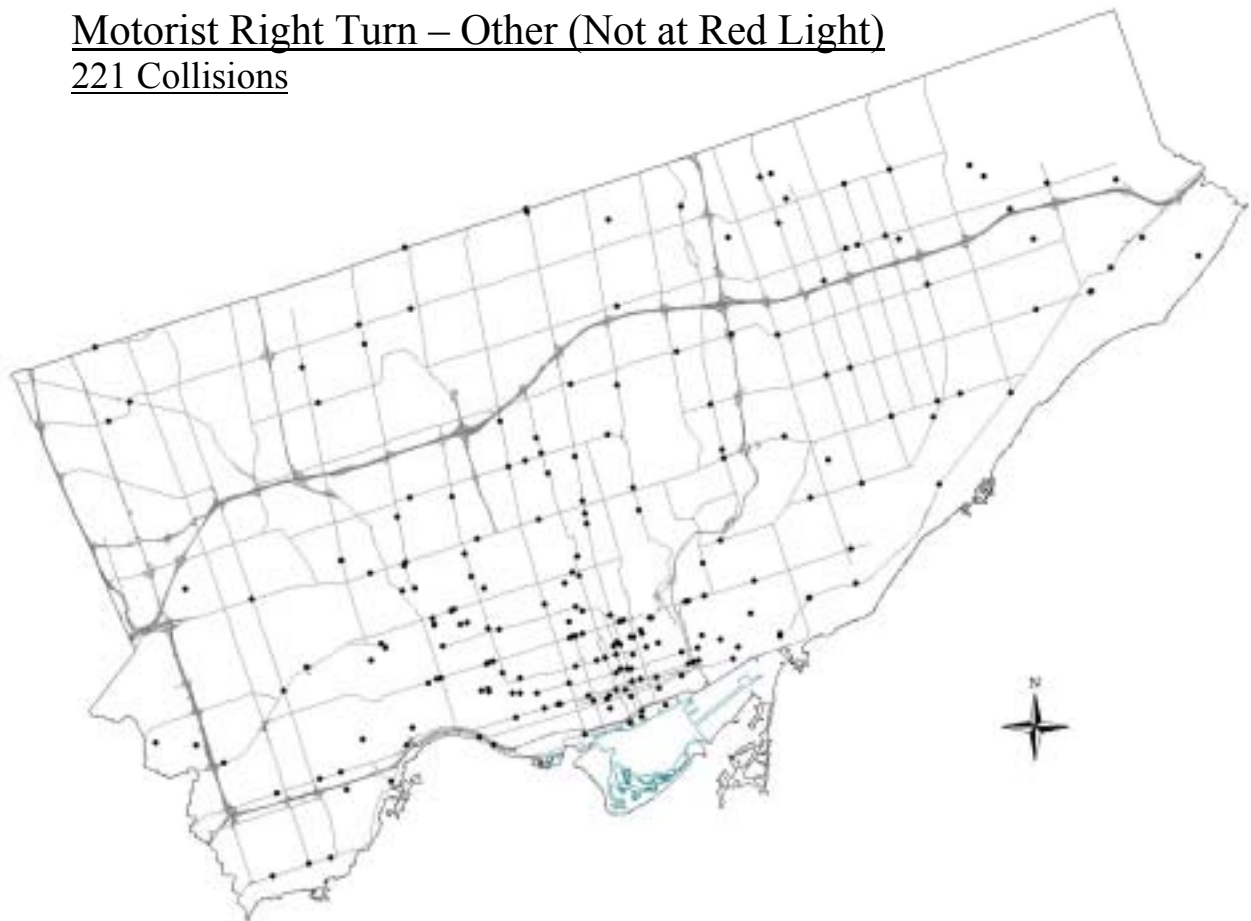 Motorist Right Turn – Other (Not at Red Light)
221 Collisions
N